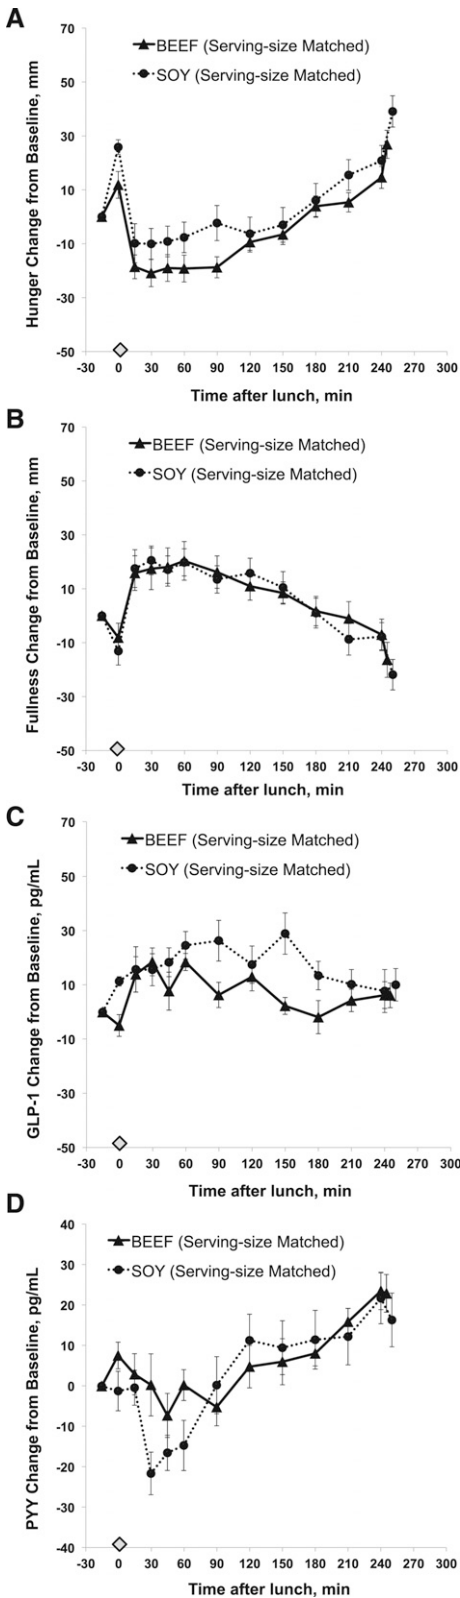 A
70
50
30
10
-10
-30
-50
Hunger Change from Baseline, mm
BEEF (Serving-size Matched)
SOY (Serving-size Matched)
-30 0 30 60 90 120 150 180 210 240 270 300
Time after lunch, min
B
70
50
30
10
-10
-30
-50
Fullness Change from Baseline, mm
BEEF (Serving-size Matched)
SOY (Serving-size Matched)
-30 0 30 60 90 120 150 180 210 240 270 300
Time after lunch, min
C
70
50
30
10
-10
-30
-50
GLP-1 Change from Baseline, pg/mL
BEEF (Serving-size Matched)
SOY (Serving-size Matched)
-30 0 30 60 90 120 150 180 210 240 270 300
Time after lunch, min
D
40
30
20
10
0
-10
-20
-30
-40
PYY Change from Baseline, pg/mL
BEEF (Serving-size Matched)
SOY (Serving-size Matched)
-30 0 30 60 90 120 150 180 210 240 270 300
Time after lunch, min